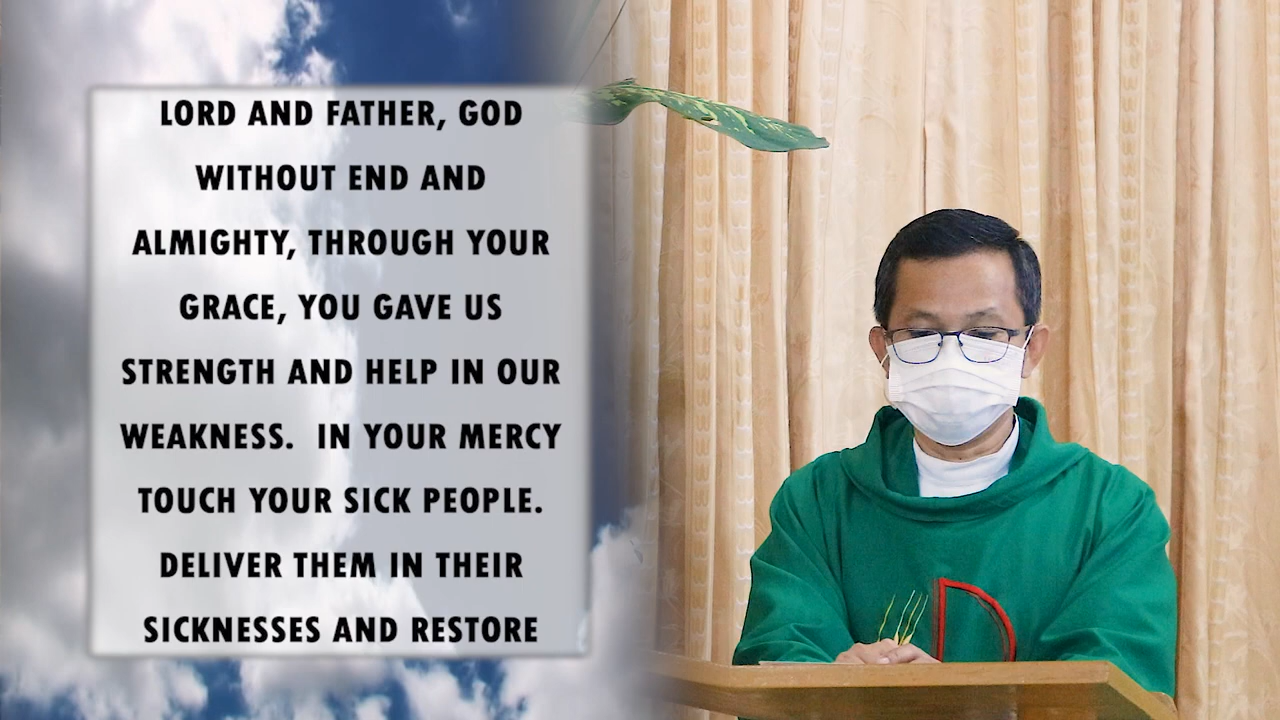 LORD AND FATHER, GOD
WITHOUT END AND
ALMIGHTY, THROUGH YOUR
GRACE, YOU GAVE US
STRENGTH AND HELP IN OUR
WEAKNESS.  IN YOUR MERCY
TOUCH YOUR SICK PEOPLE.
DELIVER THEM IN THEIR
SICKNESSES AND RESTORE